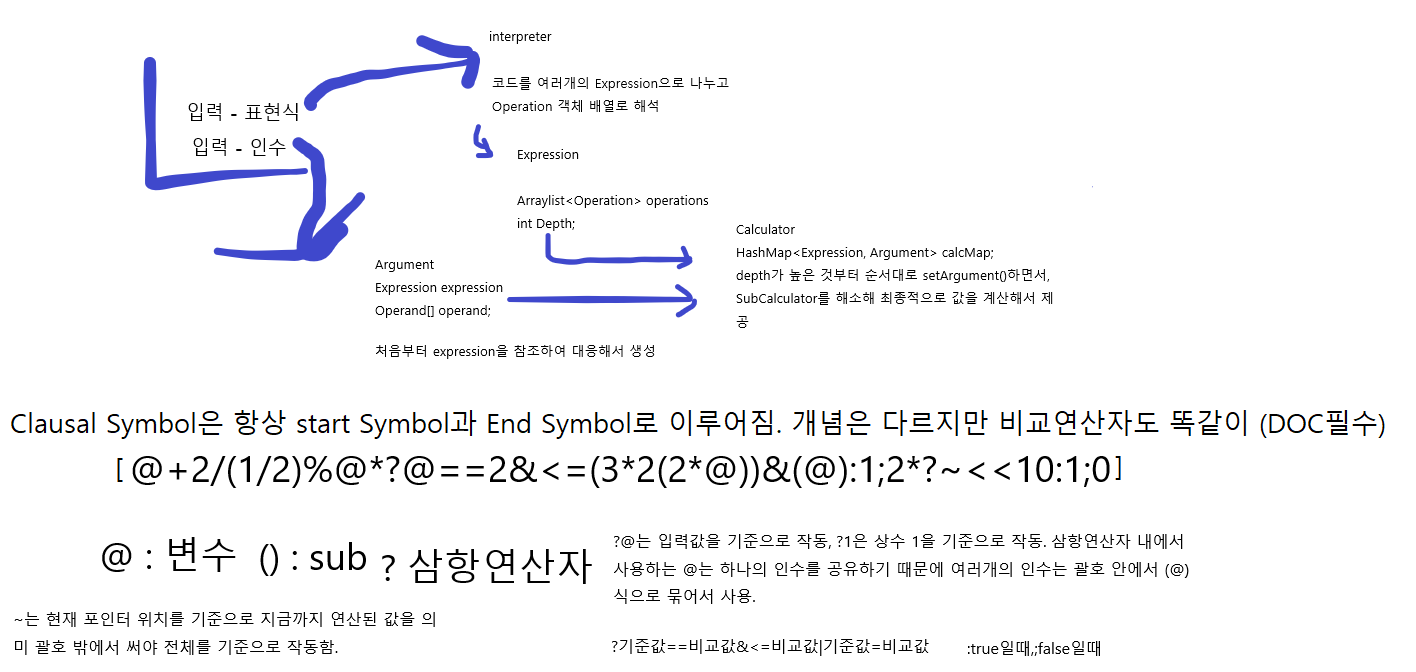 interpreter
코드를 여러개의 Expression으로 나누고
Operation 객체 배열로 해석
입력 - 표현식
입력 - 인수
Expression
Arraylist<Operation> operations
int Depth;
Calculator
HashMap<Expression, Argument> calcMap;
depth가 높은 것부터 순서대로 setArgument()하면서,
SubCalculator를 해소해 최종적으로 값을 계산해서 제
공
Argument
Expression expression
Operand[] operand;
처음부터 expression을 참조하여 대응해서 생성
Clausal Symbol은 항상 start Symbol과 End Symbol로 이루어짐. 개념은 다르지만 비교연산자도 똑같이 (DOC필수)
[@+2/(1/2)%@*?@==2&<=(3*2(2*@))&(@):1;2*?~<<10:1;0]
@ : 변수 () : sub ? 삼항연산자
?@는 입력값을 기준으로 작동, ?1은 상수 1을 기준으로 작동. 삼항연산자 내에서
사용하는 @는 하나의 인수를 공유하기 때문에 여러개의 인수는 괄호 안에서 (@)
식으로 묶어서 사용.
~는 현재 포인터 위치를 기준으로 지금까지 연산된 값을 의
미 괄호 밖에서 써야 전체를 기준으로 작동함.
?기준값==비교값&<=비교값|기준값=비교값 :true일때,;false일때